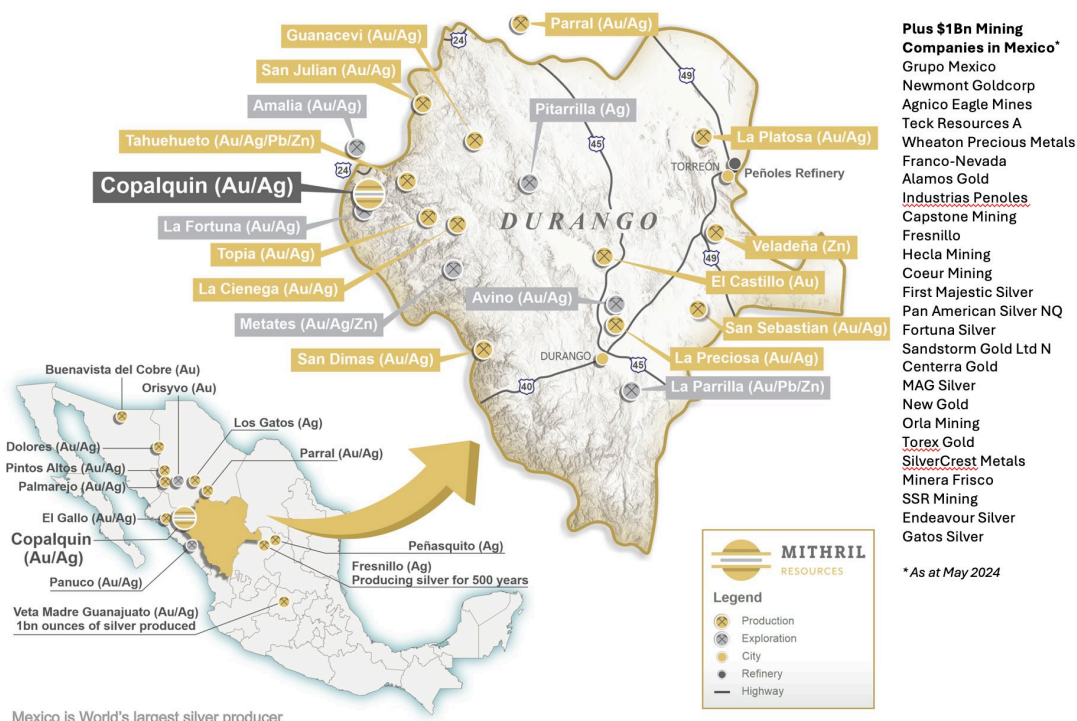 Parral (Au/Ag)
Guanacevi (Au/Ag)
24
San Julian (Au/Ag)
49
Amalia (Au/Ag)
Pitarrilla (Ag)
Tahuehueto (Au/Ag/Pb/Zn)
La Platosa (Au/Ag)
45
24
TORREÓN
Peñoles Refinery
Copalquin (Au/Ag)
La Fortuna (Au/Ag)
DURANGO
Topia (Au/Ag)
Veladeña (Zn)
49
La Cienega (Au/Ag)
El Castillo (Au)
Avino (Au/Ag)
Metates (Au/Ag/Zn)
San Sebastian (Au/Ag)
San Dimas (Au/Ag)
DURANGO
La Preciosa (Au/Ag)
45
40
La Parrilla (Au/Pb/Zn)
Plus $1Bn Mining
Companies in Mexico*
Grupo Mexico
Newmont Goldcorp
Agnico Eagle Mines
Teck Resources A
Wheaton Precious Metals
Franco-Nevada
Alamos Gold
Industrias Penoles
Capstone Mining
Fresnillo
Hecla Mining
Coeur Mining
First Majestic Silver
Pan American Silver NQ
Fortuna Silver
Sandstorm Gold Ltd N
Centerra Gold
MAG Silver
New Gold
Orla Mining
Torex Gold
SilverCrest Metals
Minera Frisco
SSR Mining
Endeavour Silver
Gatos Silver
*As at May 2024
Buenavista del Cobre (Au)
Orisyvo (Au)
Los Gatos (Ag)
Dolores (Au/Ag)
Parral (Au/Ag)
Pintos Altos (Au/Ag)
Palmarejo (Au/Ag)
El Gallo (Au/Ag)
Copalquin
(Au/Ag)
Peñasquito (Ag)
Panuco (Au/Ag)
Fresnillo (Ag)
Producing silver for 500 years
Veta Madre Guanajuato (Au/Ag)
1bn ounces of silver produced
Mexico is World's largest silver producer
MITHRIL
RESOURCES
Legend
Production
Exploration
City
Refinery
Highway